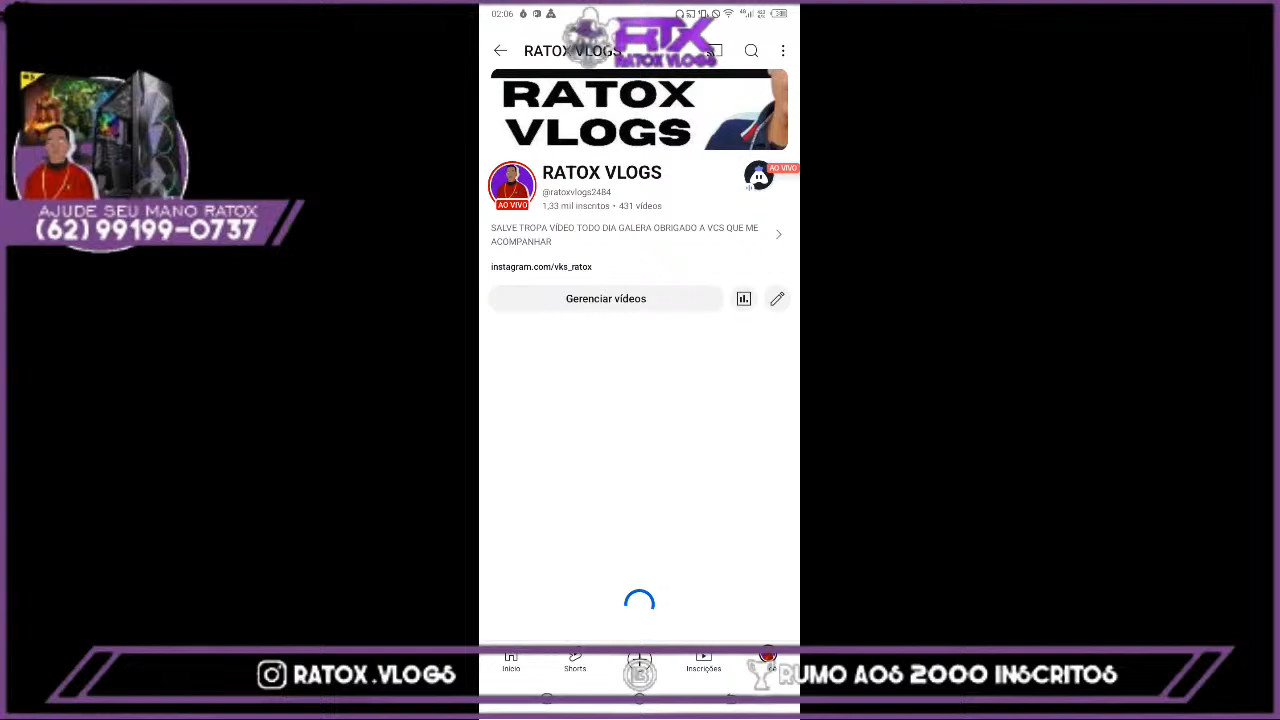 02:06
RATOX VLOGS
RTX
RATOX VLOGS
RATOX
VLOGS
RATOX VLOGS
AO VIVO
@ratoxvlogs2484
AO VIVO
1,33 mil inscritos • 431 vídeos
AJUDE SEU MANO RATOX
(62) 99199-0737
SALVE TROPA VÍDEO TODO DIA GALERA OBRIGADO A VCS QUE ME
ACOMPANHAR
instagram.com/vks_ratox
Gerenciar vídeos
Início
Shorts
Inscrições
RATOX.VLOGS
RUMO AOS 2000 INSCRITOS